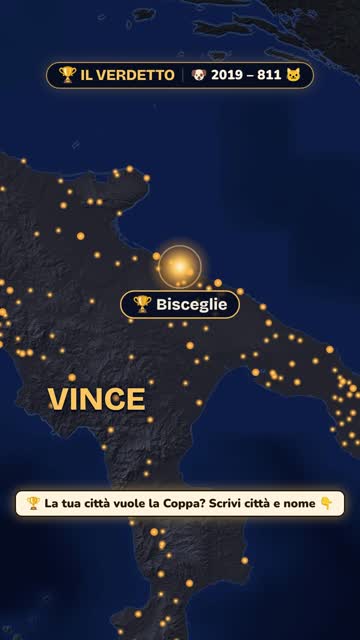 🏆 IL VERDETTO | 🐶 2019 – 811 🐱
🏆 Bisceglie
VINCE
🏆 La tua città vuole la Coppa? Scrivi città e nome 👇